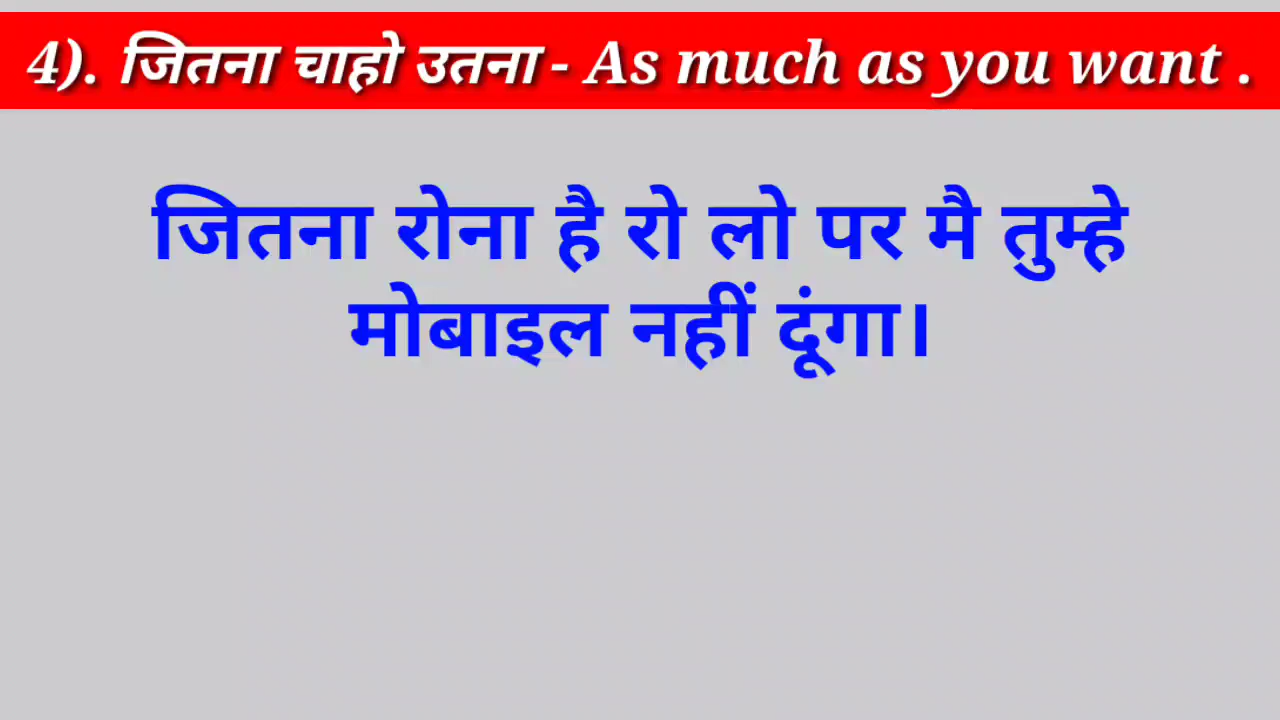 4). जितना चाहो उतना - As much as you want .
जितना रोना है रो लो पर मै तुम्हे
मोबाइल नहीं दूंगा।